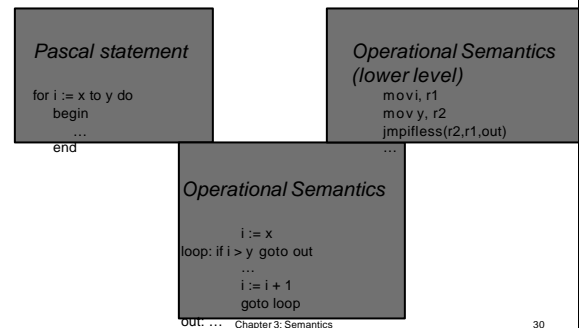 Pascal statement
for i := x to y do
begin
…
end
Operational Semantics
(lower level)
mov i, r1
mov y, r2
jmpifless(r2,r1,out)
…
Operational Semantics
i := x
loop: if i > y goto out
…
i := i + 1
goto loop
out: …
Chapter 3: Semantics
30